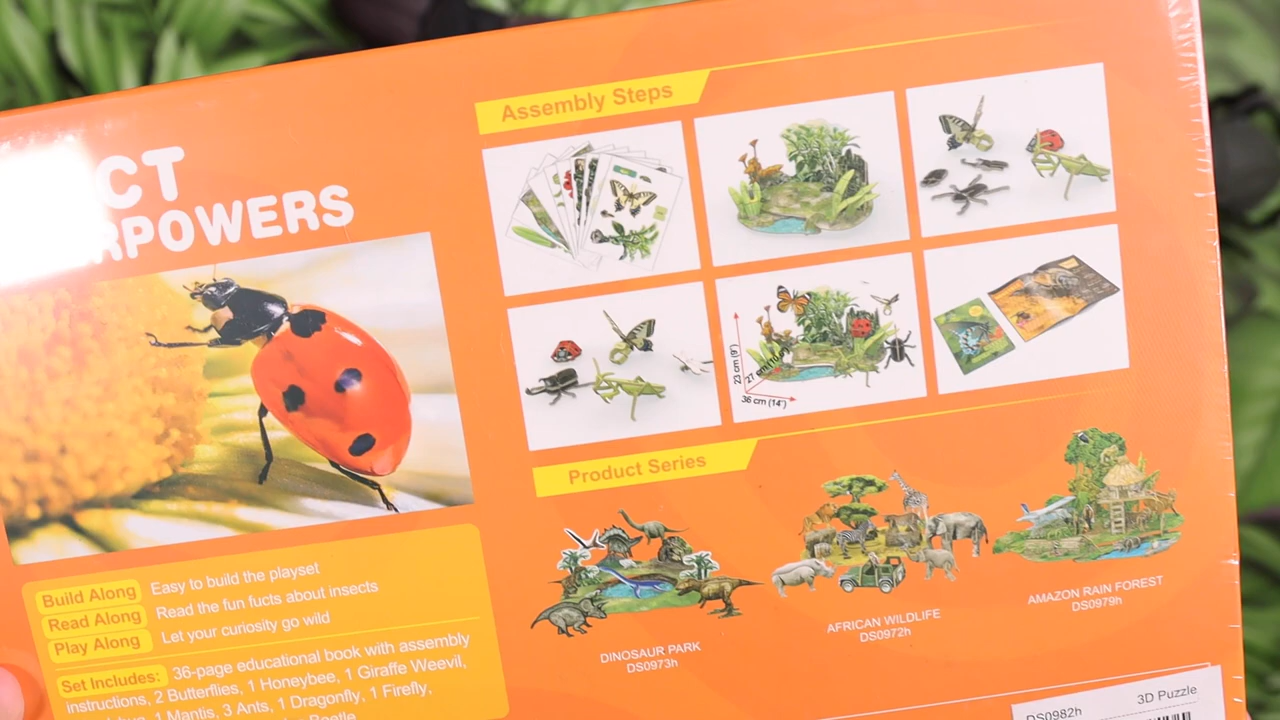 CT
RPOWERS
Build Along Easy to build the playset
Read Along Read the fun fucts about insects
Play Along Let your curiosity go wild
Set Includes: 36-page educational book with assembly
instructions, 2 Butterflies, 1 Honeybee, 1 Giraffe Weevil,
1 Mantis, 3 Ants, 1 Dragonfly, 1 Firefly,
Beetle
Assembly Steps
23 cm (9")
36 cm (14")
Product Series
DINOSAUR PARK
DS0973h
AFRICAN WILDLIFE
DS0972h
AMAZON RAIN FOREST
DS0979h
DS0982h 3D Puzzle